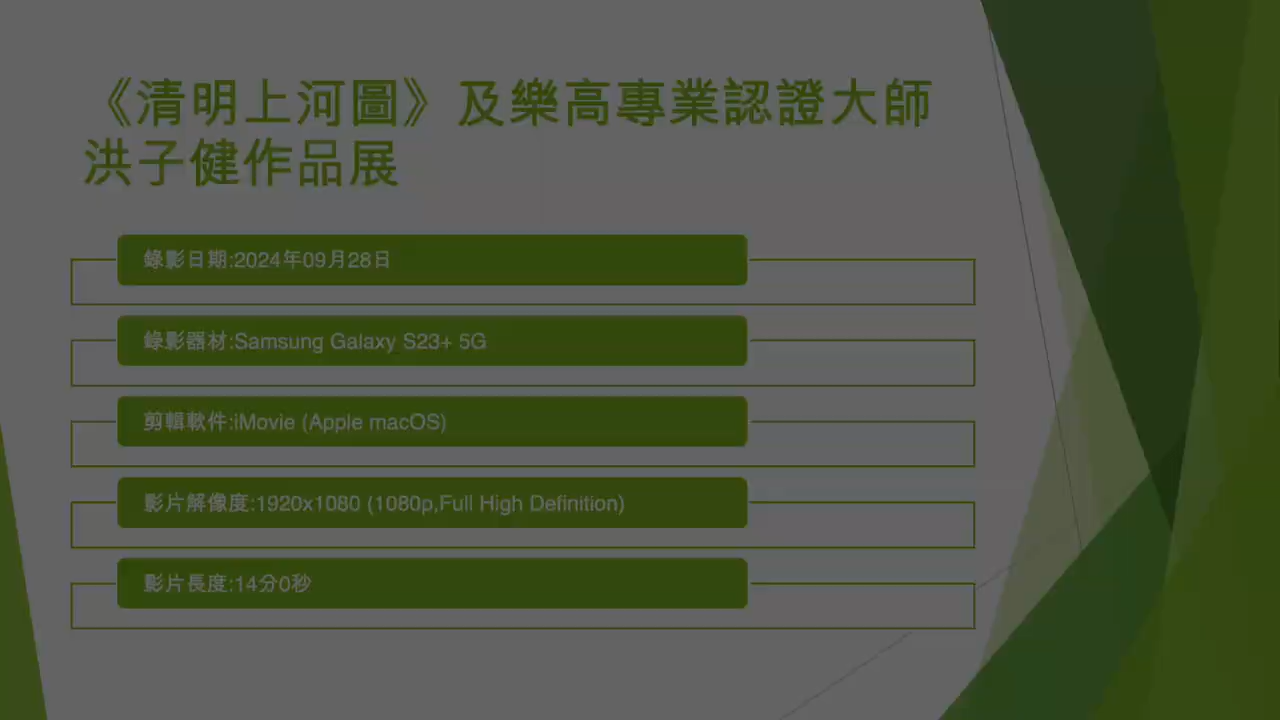 《清明上河圖》及樂高專業認證大師
洪子健作品展
錄影日期:2024年09月28日
錄影器材:Samsung Galaxy S23+ 5G
剪輯軟件:iMovie (Apple macOS)
影片解像度:1920x1080 (1080p,Full High Definition)
影片長度:14分0秒